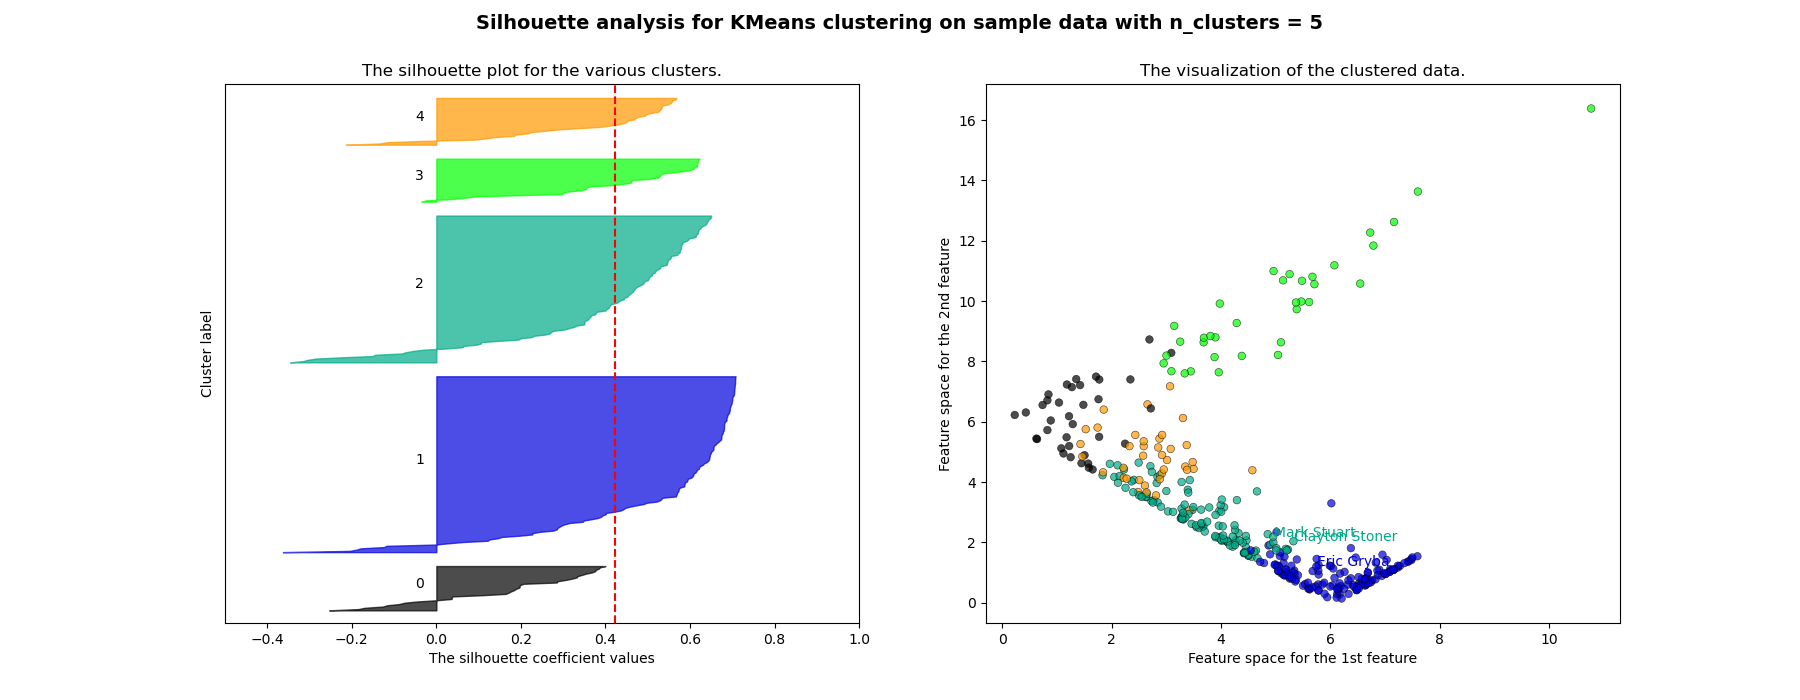 Silhouette analysis for KMeans clustering on sample data with n_clusters = 5
The silhouette plot for the various clusters.
4
3
2
1
0
Cluster label
−0.4 −0.2 0.0 0.2 0.4 0.6 0.8 1.0
The silhouette coefficient values
The visualization of the clustered data.
16
14
12
10
8
6
4
2
0
Feature space for the 2nd feature
Mark Stuart
Clayton Stoner
Eric Gryba
0 2 4 6 8 10
Feature space for the 1st feature